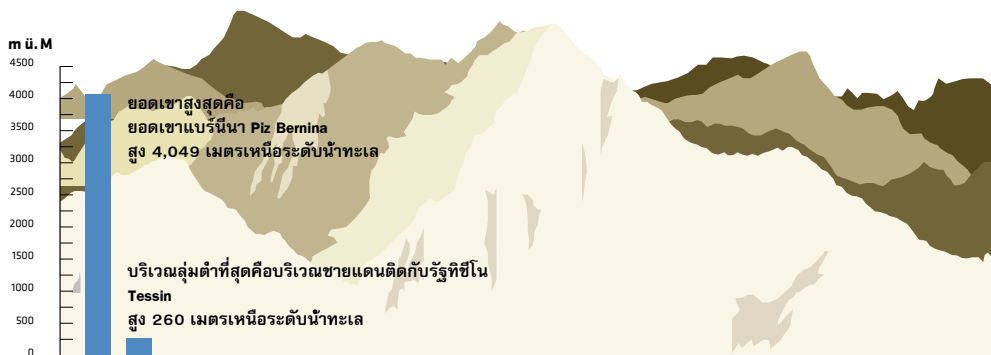 m ü. M
4500
4000
3500
3000
2500
2000
1500
1000
500
0
ยอดเขาสูงสุดคือ
ยอดเขาแบร์นีนา Piz Bernina
สูง 4,049 เมตรเหนือระดับน้ำทะเล
บริเวณลุ่มต่ำที่สุดคือบริเวณชายแดนติดกับรัฐทิชีโน
Tessin
สูง 260 เมตรเหนือระดับน้ำทะเล